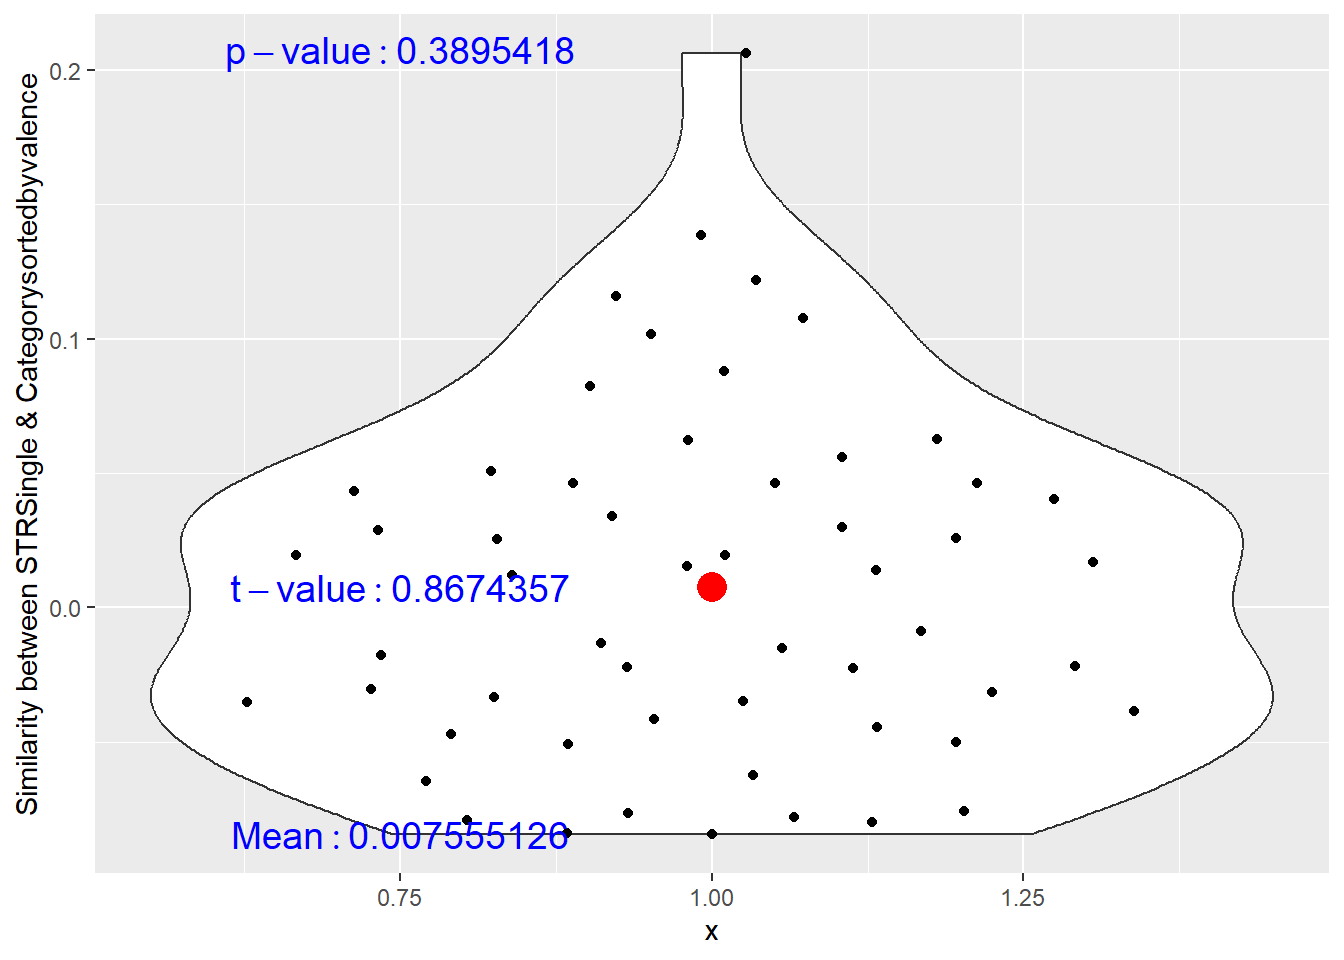 p − value : 0.3895418
0.2
0.1
t − value : 0.8674357
0.0
Mean : 0.007555126
0.75 1.00 1.25
x
Similarity between STRSingle & Categorysortedbyvalence